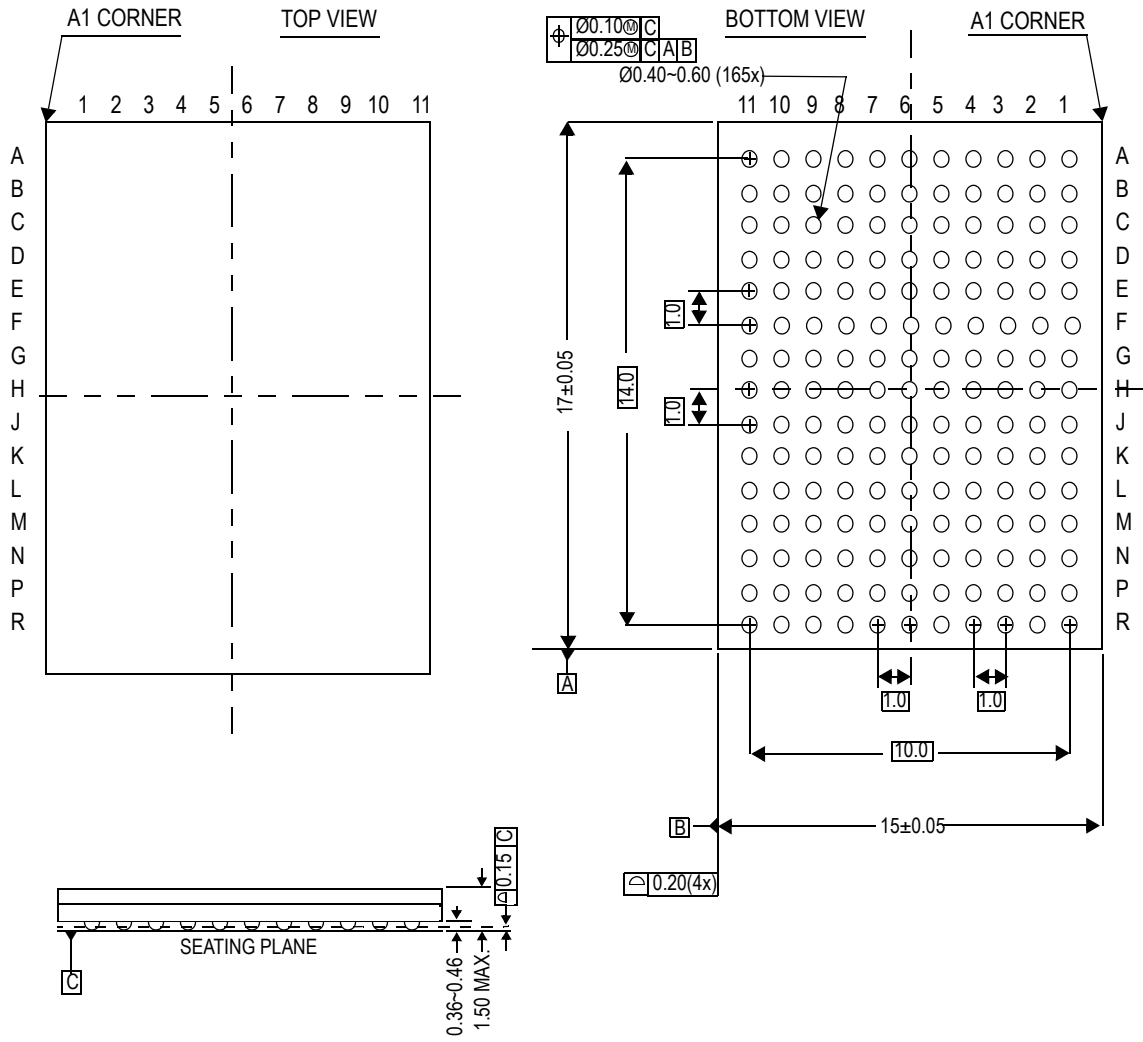 A1 CORNER
TOP VIEW
BOTTOM VIEW
A1 CORNER
Ø0.10Ⓜ C
Ø0.25Ⓜ C A B
Ø0.40~0.60 (165x)
1 2 3 4 5 6 7 8 9 10 11
11 10 9 8 7 6 5 4 3 2 1
A
B
C
D
E
F
G
H
J
K
L
M
N
P
R
A
B
C
D
E
F
G
H
J
K
L
M
N
P
R
1.0
1.0
14.0
17±0.05
A
1.0
1.0
10.0
B
15±0.05
0.20(4x)
0.15 C
SEATING PLANE
C
0.36~0.46
1.50 MAX.